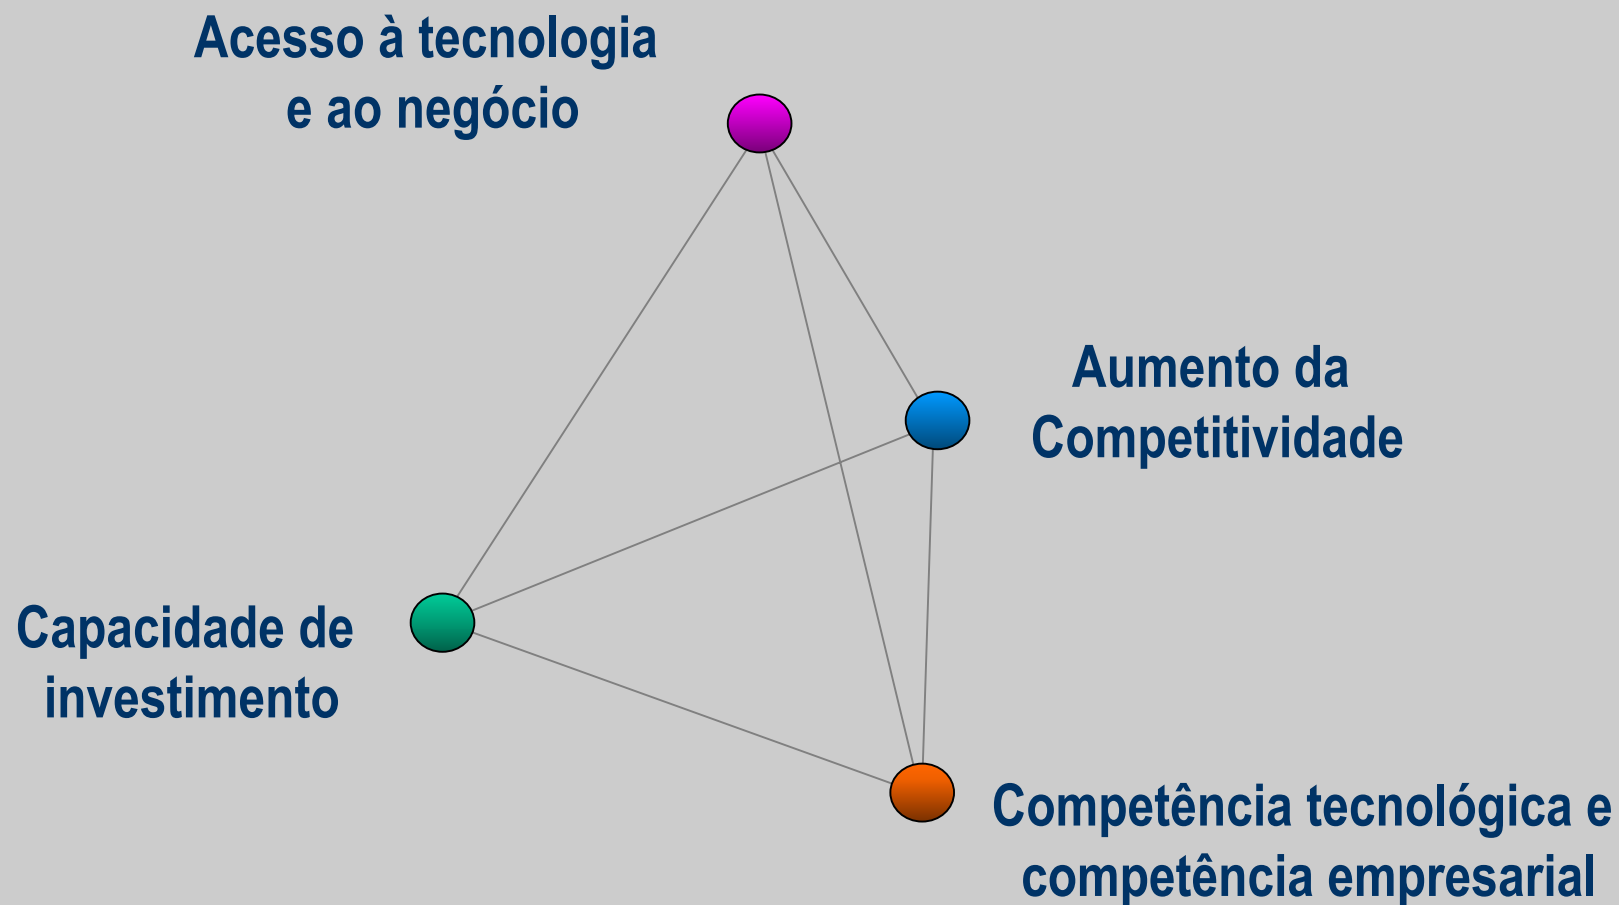 Acesso à tecnologia
e ao negócio
Aumento da
Competitividade
Capacidade de
investimento
Competência tecnológica e
competência empresarial